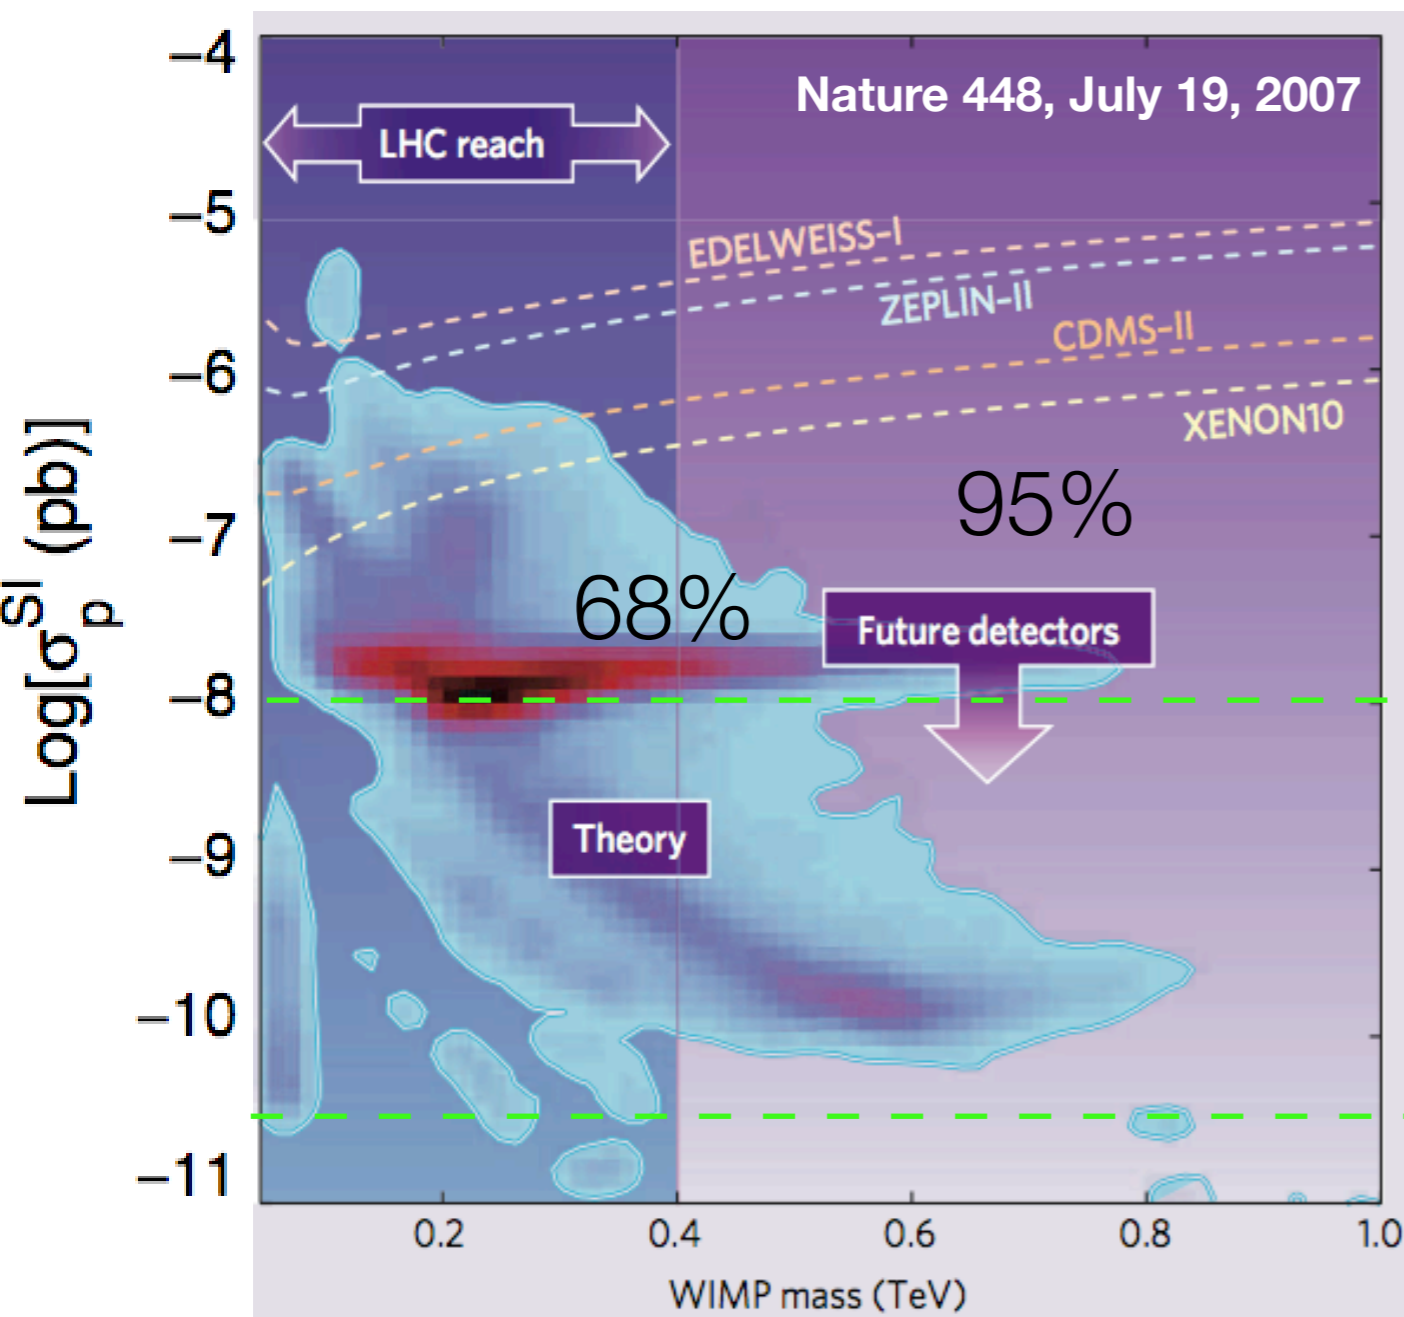 Nature 448, July 19, 2007
LHC reach
EDELWEISS-I
ZEPLIN-II
CDMS-II
XENON10
95%
68%
Future detectors
Theory
Log[σ_p^SI (pb)]
−4
−5
−6
−7
−8
−9
−10
−11
0.2 0.4 0.6 0.8 1.0
WIMP mass (TeV)